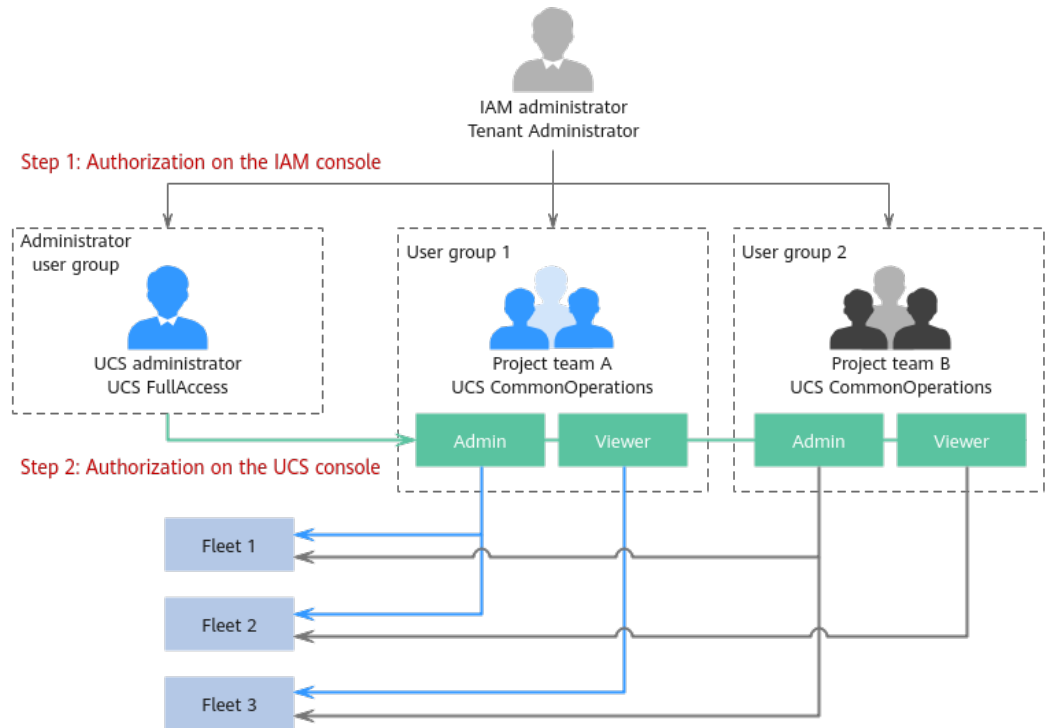 IAM administrator
Tenant Administrator
Step 1: Authorization on the IAM console
Administrator
user group
UCS administrator
UCS FullAccess
User group 1
Project team A
UCS CommonOperations
User group 2
Project team B
UCS CommonOperations
Admin
Viewer
Admin
Viewer
Step 2: Authorization on the UCS console
Fleet 1
Fleet 2
Fleet 3